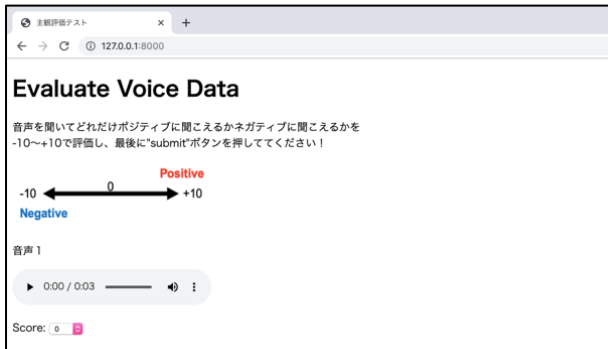 主観評価テスト
127.0.0.1:8000
Evaluate Voice Data
音声を聞いてどれだけポジティブに聞こえるかネガティブに聞こえるかを
-10〜+10で評価し、最後に"submit"ボタンを押しててください！
Positive
-10 0 +10
Negative
音声 1
0:00 / 0:03
Score: 0